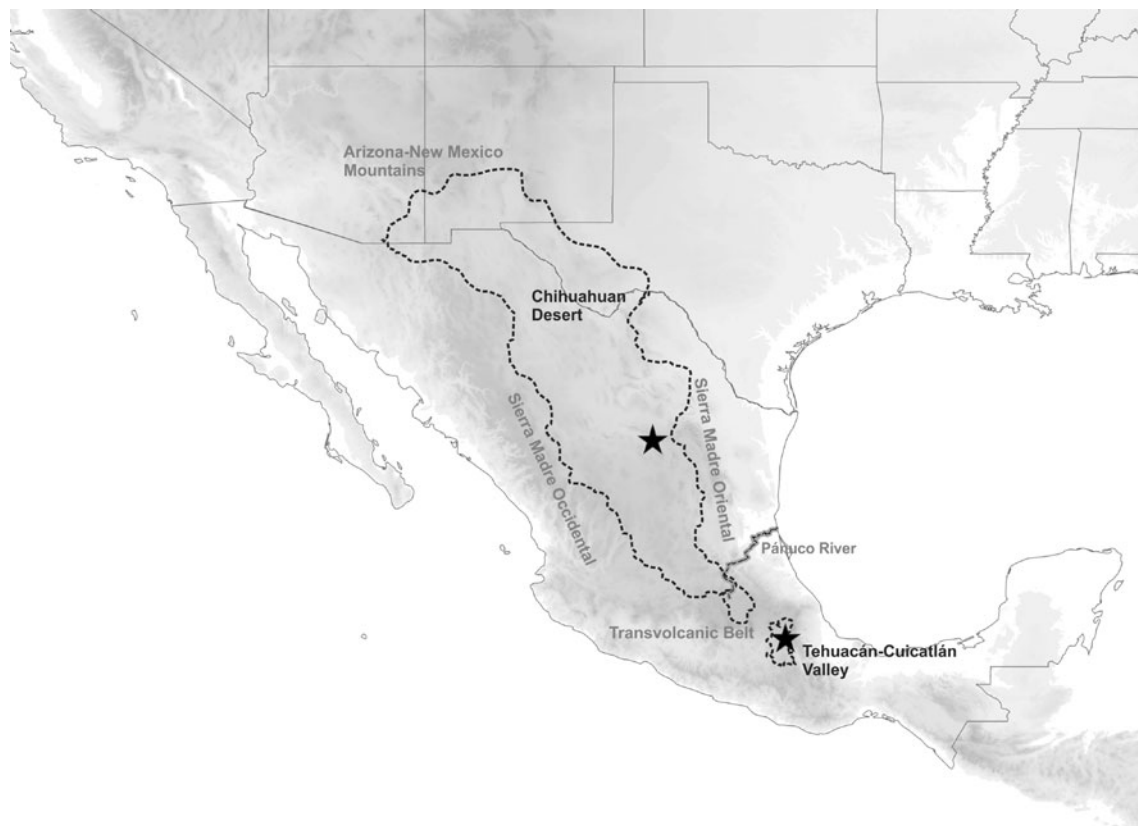 Arizona-New Mexico
Mountains
Chihuahuan
Desert
Sierra Madre Occidental
Sierra Madre Oriental
Pánuco River
Transvolcanic Belt
Tehuacán-Cuicatlán
Valley